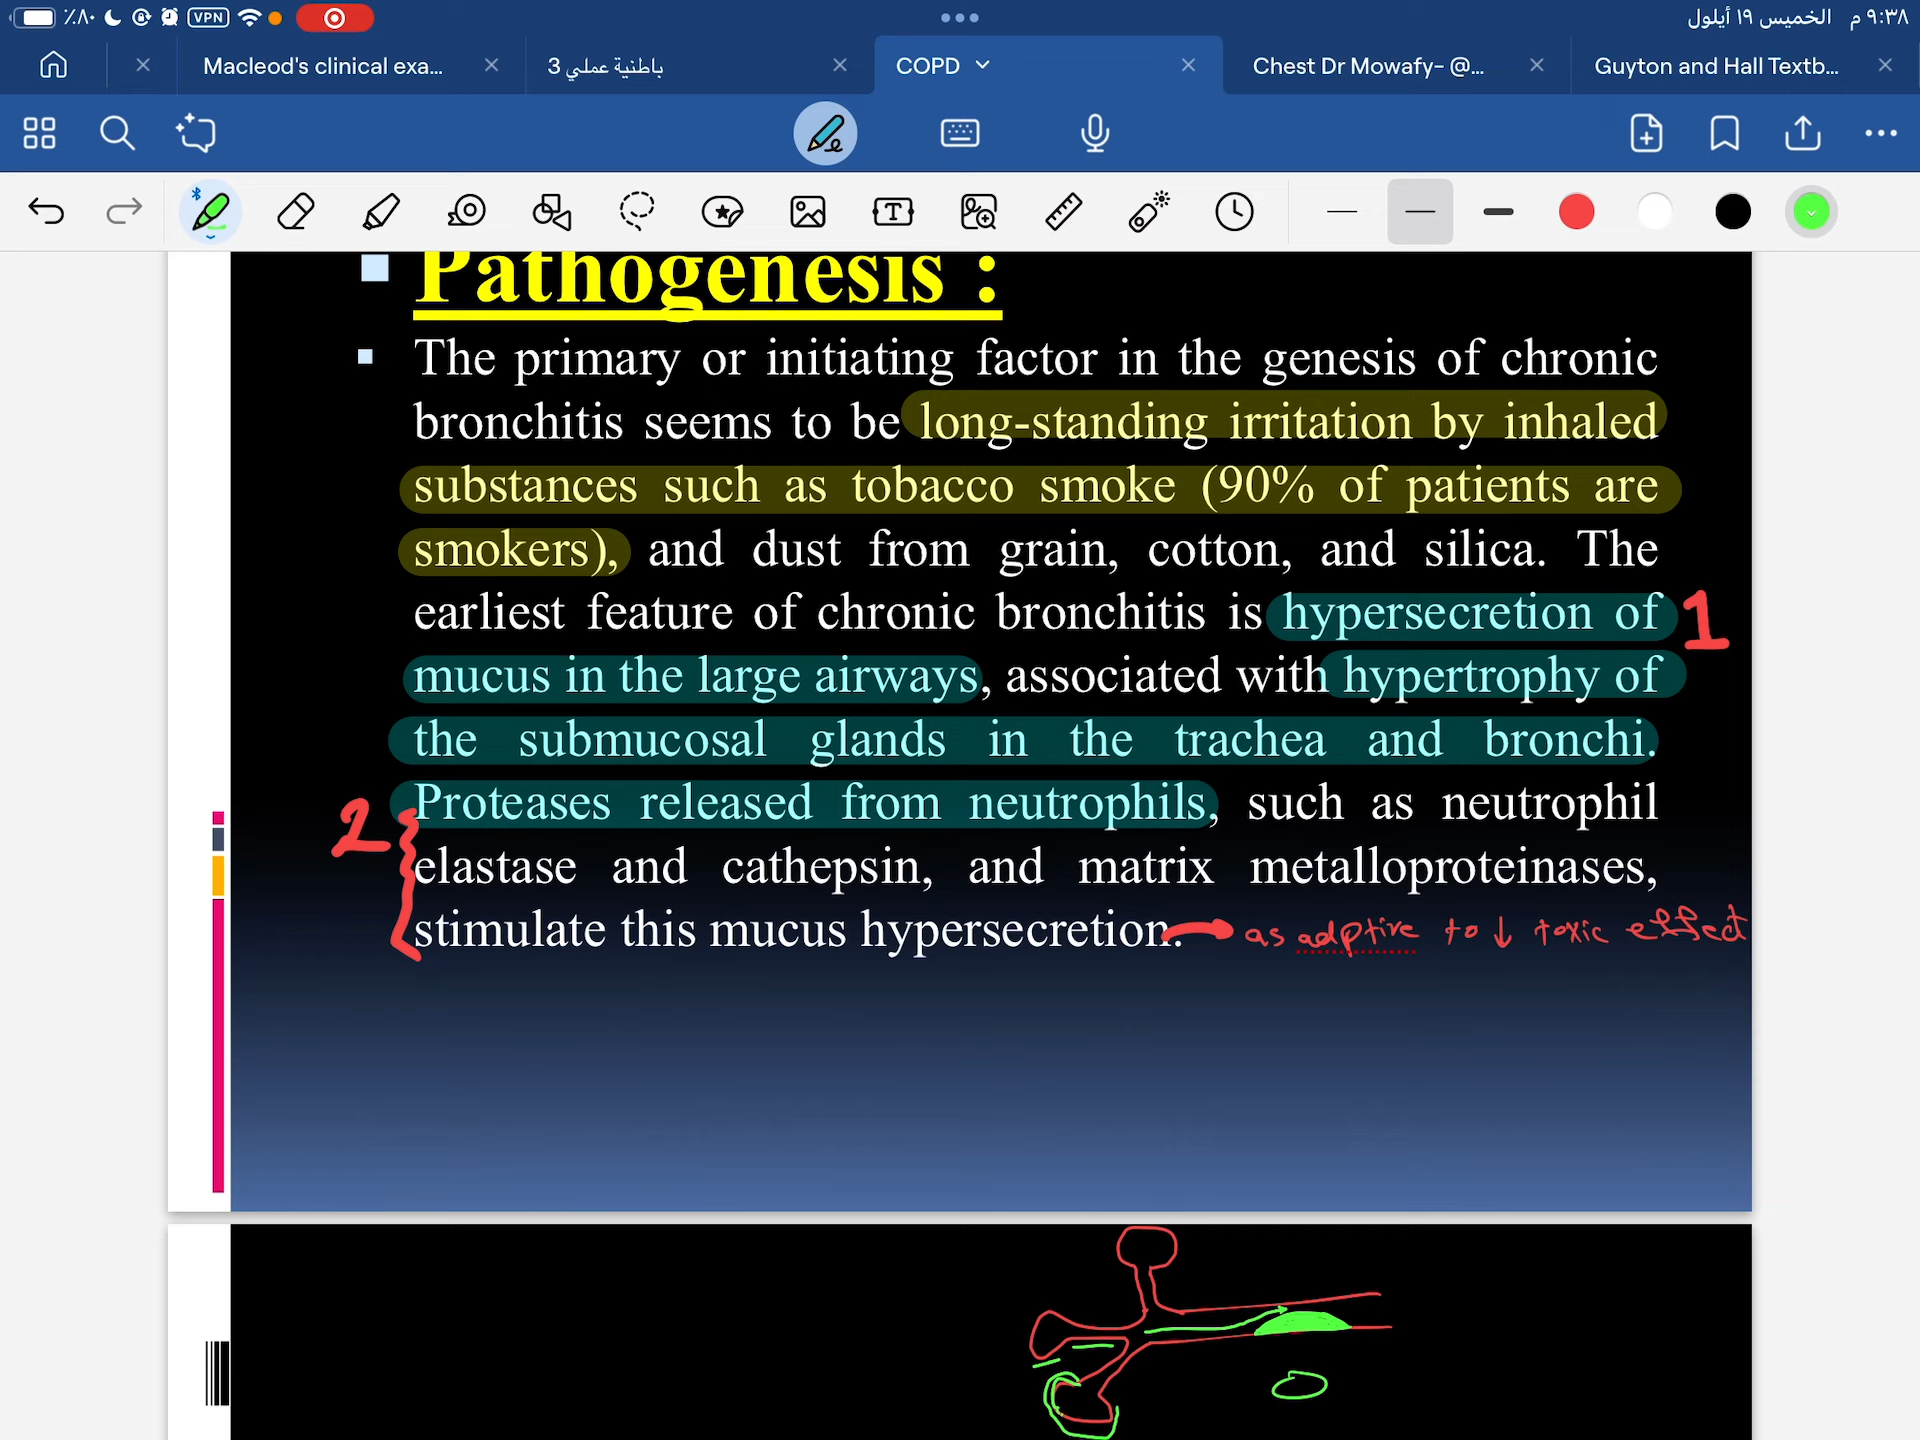 ٪٨٠ VPN ٩:٣٨ م الخميس ١٩ أيلول
Macleod's clinical exa... باطنية عملي 3 COPD Chest Dr Mowafy- @... Guyton and Hall Textb...
Pathogenesis :
The primary or initiating factor in the genesis of chronic
bronchitis seems to be long-standing irritation by inhaled
substances such as tobacco smoke (90% of patients are
smokers), and dust from grain, cotton, and silica. The
earliest feature of chronic bronchitis is hypersecretion of 1
mucus in the large airways, associated with hypertrophy of
the submucosal glands in the trachea and bronchi.
2 Proteases released from neutrophils, such as neutrophil
elastase and cathepsin, and matrix metalloproteinases,
stimulate this mucus hypersecretion. as adptive to ↓ toxic effect